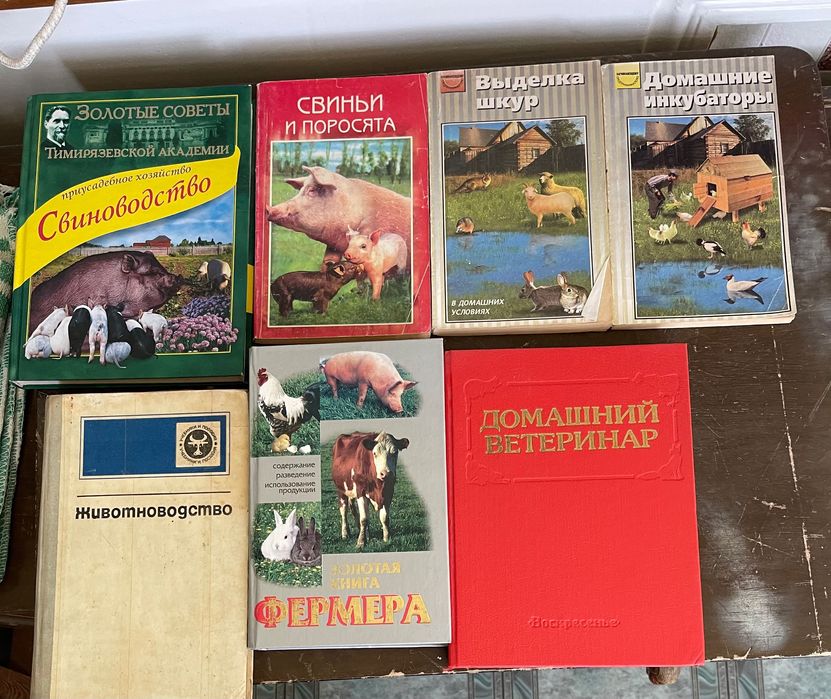 Золотые советы
Тимирязевской академии
приусадебное хозяйство
Свиноводство
СВИНЬИ
И ПОРОСЯТА
Выделка
шкур
В ДОМАШНИХ
УСЛОВИЯХ
Домашние
инкубаторы
Животноводство
содержание
разведение
использование
продукции
ЗОЛОТАЯ
КНИГА
ФЕРМЕРА
ДОМАШНИЙ
ВЕТЕРИНАР
Воскресенье